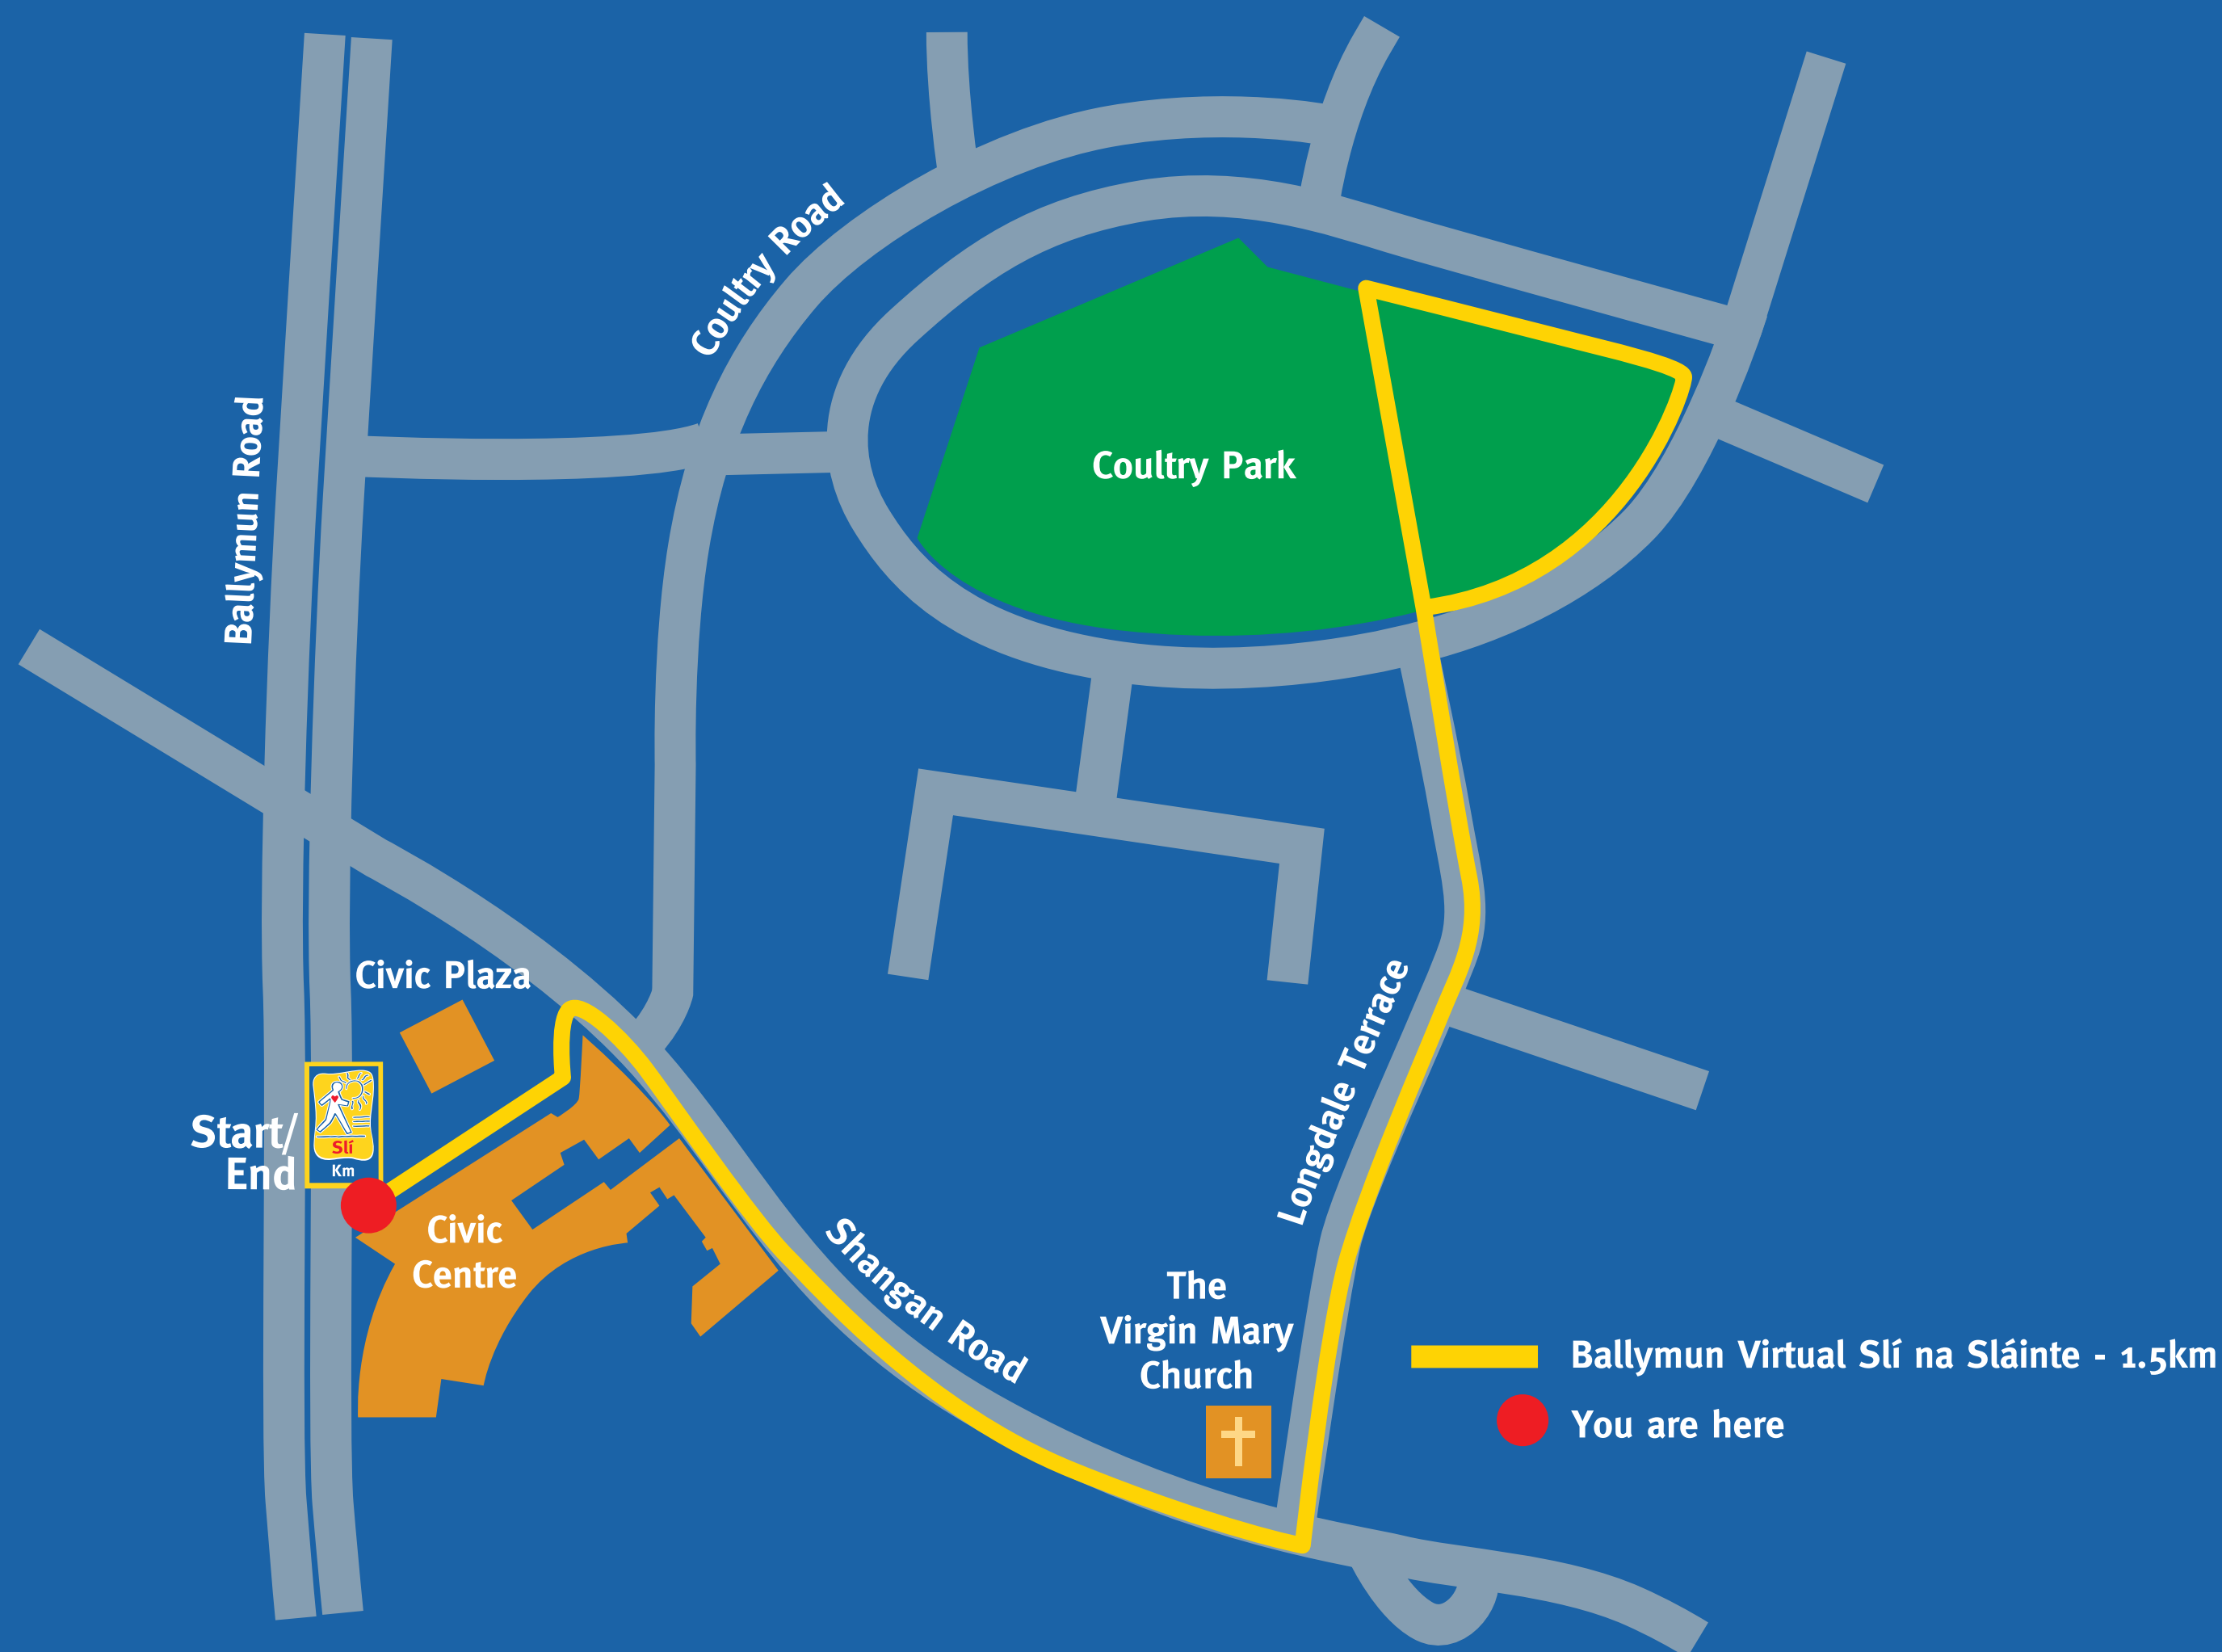 Coultry Road
Ballymun Road
Coultry Park
Civic Plaza
Start/
End
Slí
Km
Civic
Centre
Shangan Road
Longsdale Terrace
The
Virgin Mary
Church
Ballymun Virtual Slí na Sláinte - 1.5km
You are here